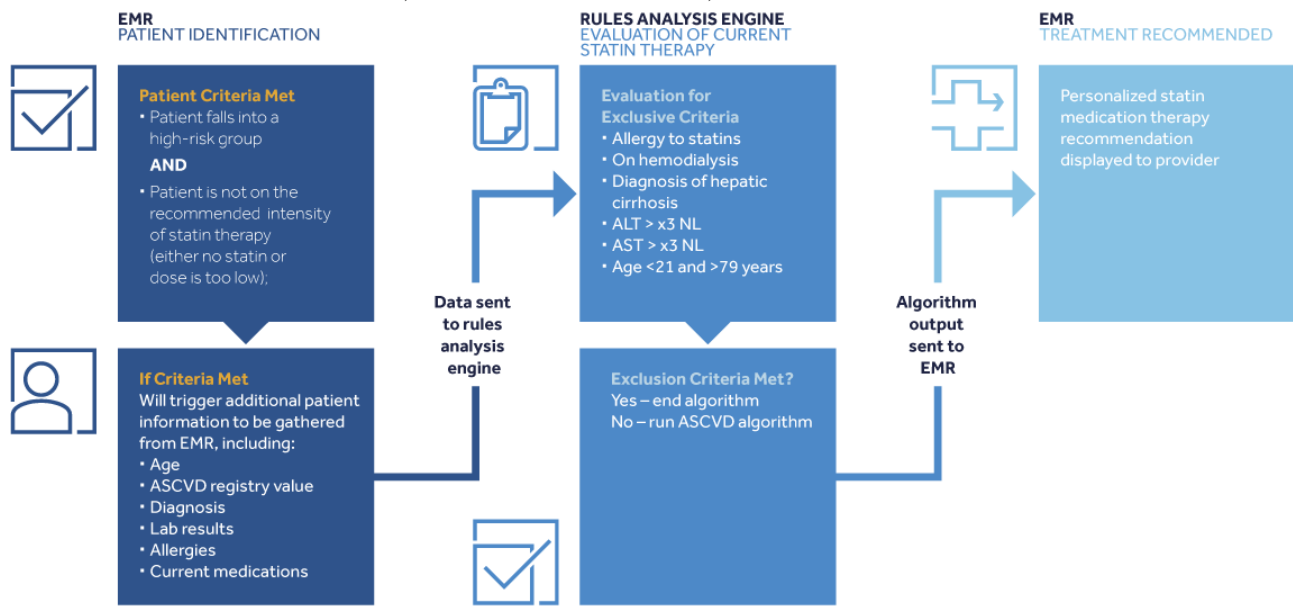 EMR
PATIENT IDENTIFICATION
Patient Criteria Met
• Patient falls into a
high-risk group
AND
• Patient is not on the
recommended intensity
of statin therapy
(either no statin or
dose is too low);
If Criteria Met
Will trigger additional patient
information to be gathered
from EMR, including:
• Age
• ASCVD registry value
• Diagnosis
• Lab results
• Allergies
• Current medications
Data sent
to rules
analysis
engine
RULES ANALYSIS ENGINE
EVALUATION OF CURRENT
STATIN THERAPY
Evaluation for
Exclusive Criteria
• Allergy to statins
• On hemodialysis
• Diagnosis of hepatic
cirrhosis
• ALT > x3 NL
• AST > x3 NL
• Age <21 and >79 years
Exclusion Criteria Met?
Yes – end algorithm
No – run ASCVD algorithm
Algorithm
output
sent to
EMR
EMR
TREATMENT RECOMMENDED
Personalized statin
medication therapy
recommendation
displayed to provider